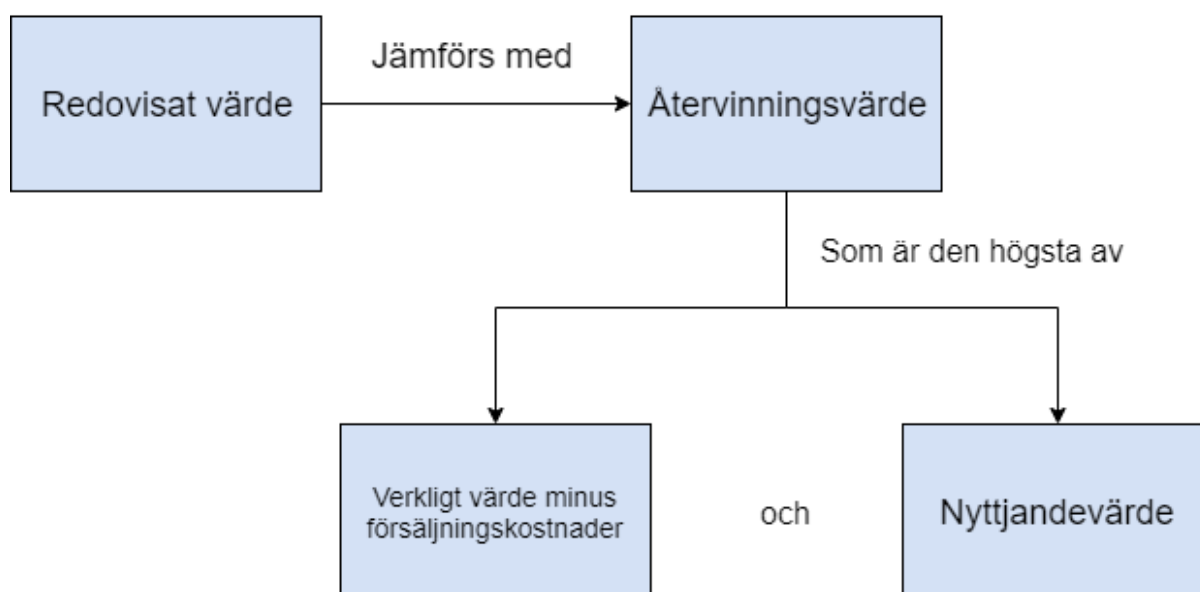 Redovisat värde
Jämförs med
Återvinningsvärde
Som är den högsta av
Verkligt värde minus
försäljningskostnader
och
Nyttjandevärde